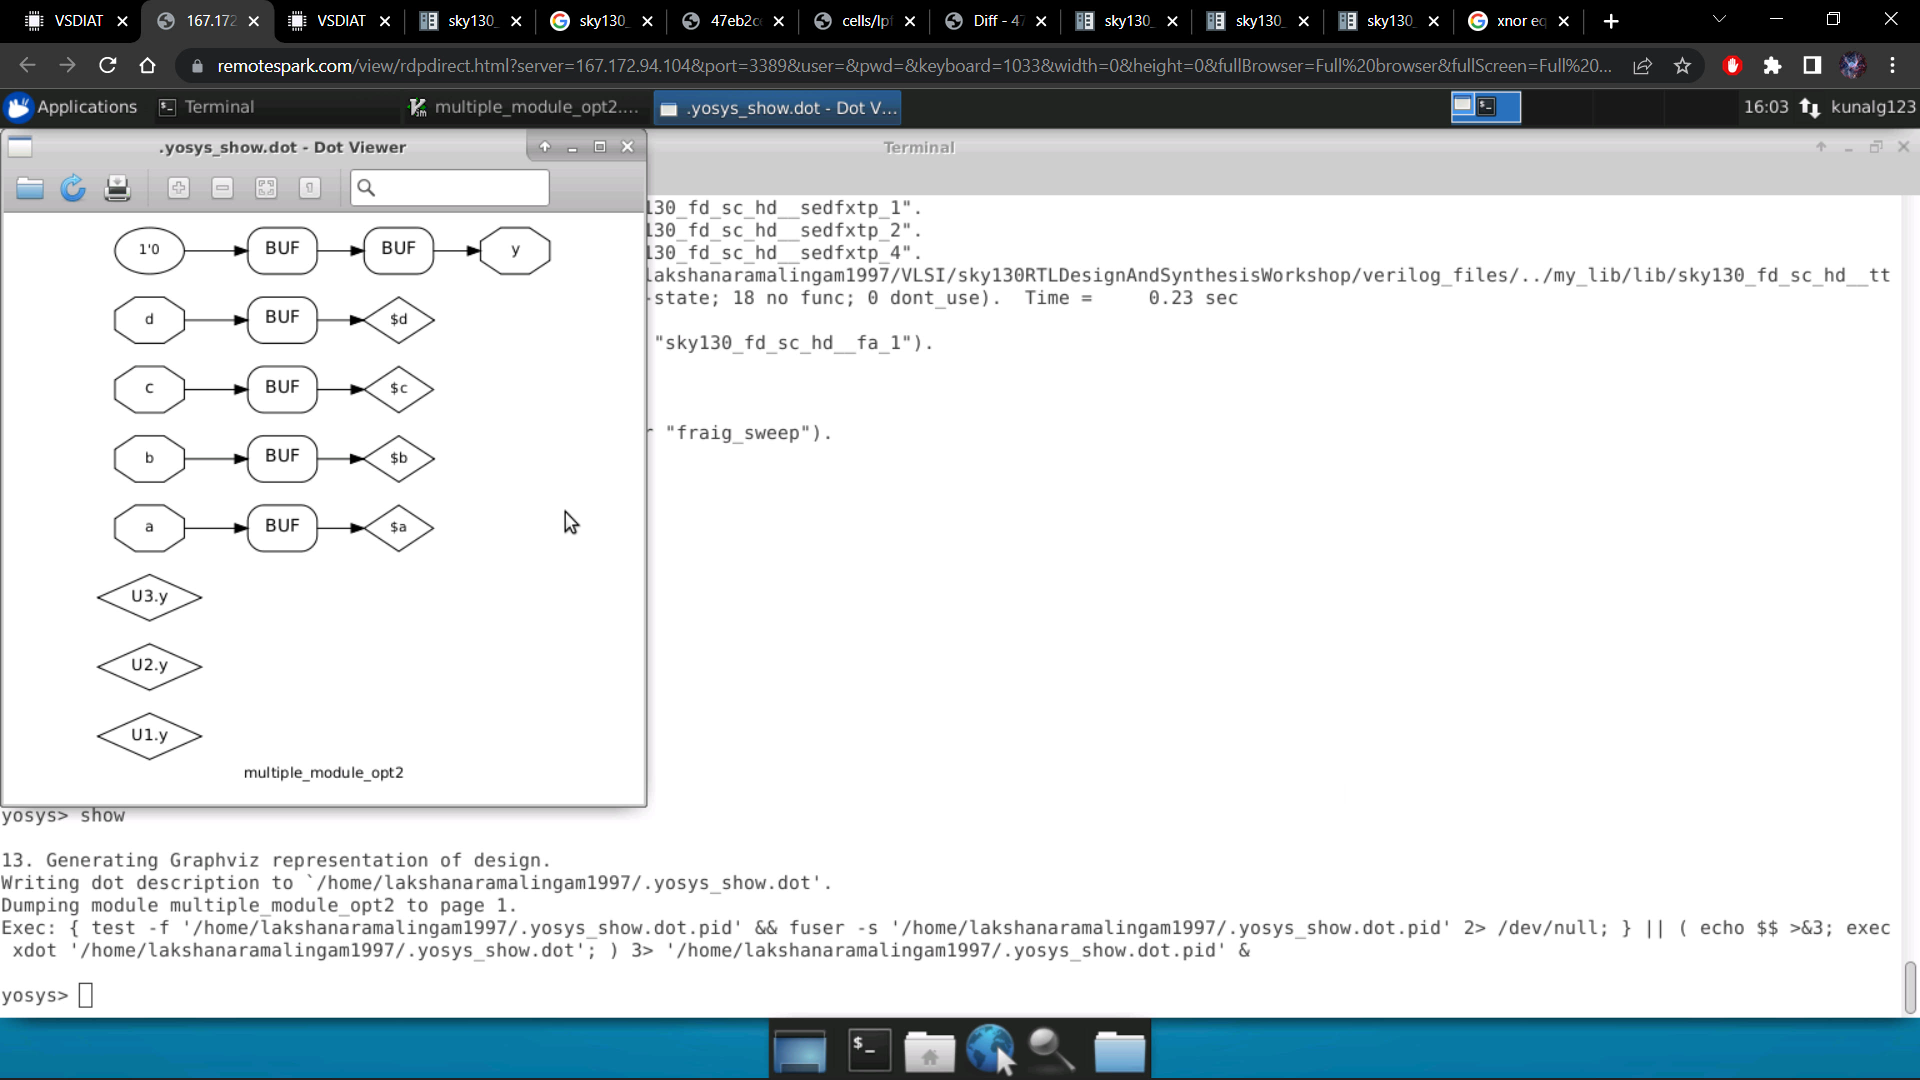 VSDIAT
167.172
VSDIAT
sky130_
sky130_
47eb2c
cells/lpf
Diff - 47
sky130_
sky130_
sky130_
xnor eq
remotespark.com/view/rdpdirect.html?server=167.172.94.104&port=3389&user=&pwd=&keyboard=1033&width=0&height=0&fullBrowser=Full%20browser&fullScreen=Full%20...
Applications
Terminal
multiple_module_opt2....
.yosys_show.dot - Dot V...
16:03
kunalg123
.yosys_show.dot - Dot Viewer
Terminal
1'0 BUF BUF y
d BUF $d
c BUF $c
b BUF $b
a BUF $a
U3.y
U2.y
U1.y
multiple_module_opt2
130_fd_sc_hd__sedfxtp_1".
130_fd_sc_hd__sedfxtp_2".
130_fd_sc_hd__sedfxtp_4".
lakshanaramalingam1997/VLSI/sky130RTLDesignAndSynthesisWorkshop/verilog_files/../my_lib/lib/sky130_fd_sc_hd__tt
-state; 18 no func; 0 dont_use).  Time =     0.23 sec
"sky130_fd_sc_hd__fa_1").
r "fraig_sweep").
yosys> show
13. Generating Graphviz representation of design.
Writing dot description to `/home/lakshanaramalingam1997/.yosys_show.dot'.
Dumping module multiple_module_opt2 to page 1.
Exec: { test -f '/home/lakshanaramalingam1997/.yosys_show.dot.pid' && fuser -s '/home/lakshanaramalingam1997/.yosys_show.dot.pid' 2> /dev/null; } || ( echo $$ >&3; exec
xdot '/home/lakshanaramalingam1997/.yosys_show.dot'; ) 3> '/home/lakshanaramalingam1997/.yosys_show.dot.pid' &
yosys>
$_